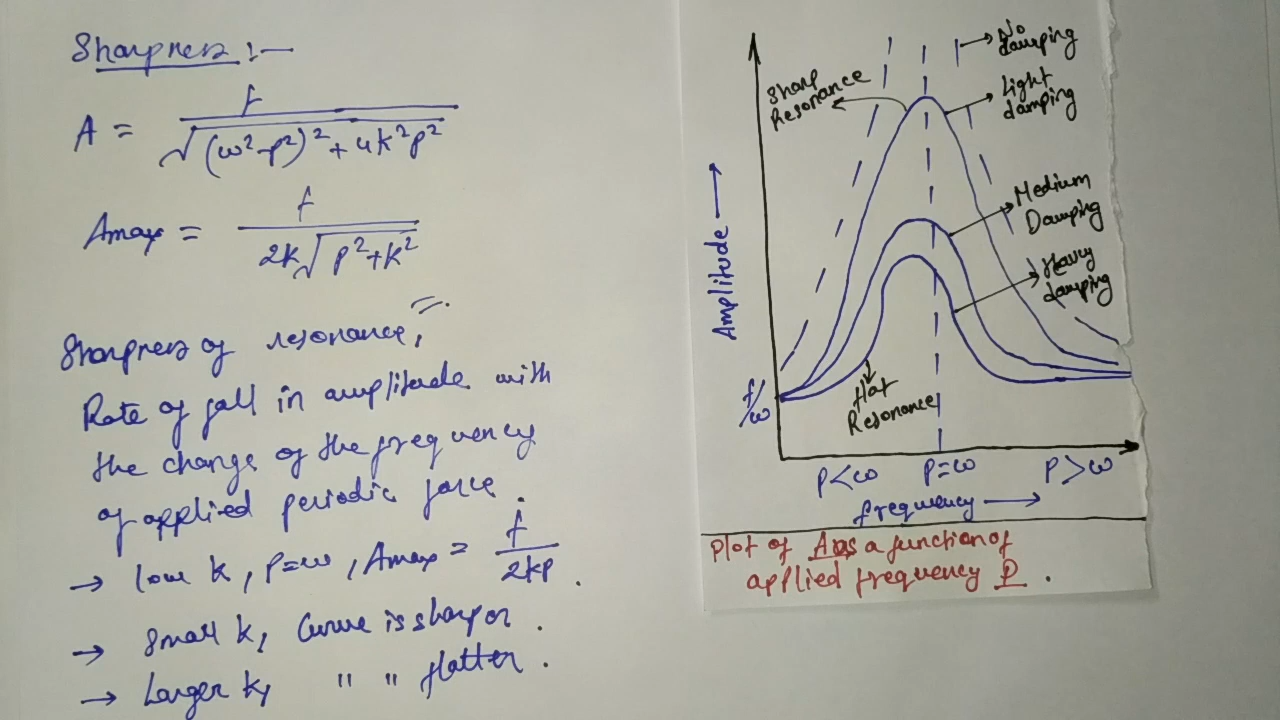 Sharpness :-
A = f / √(ω²-p²)² + 4k²p²
Amax = f / 2k√p²+k²
Sharpness of resonance,
Rate of fall in amplitude with
the change of the frequency
of applied periodic force.
→ low k, p=ω, Amax = f / 2kp .
→ Small k, Curve is sharper .
→ Larger k, " " flatter .
No damping
Sharp
Resonance
Light
damping
Medium
Damping
Heavy
damping
Amplitude →
f/ω
flat
Resonance
P<ω P=ω P>ω
frequency →
Plot of A as a function of
applied frequency P .